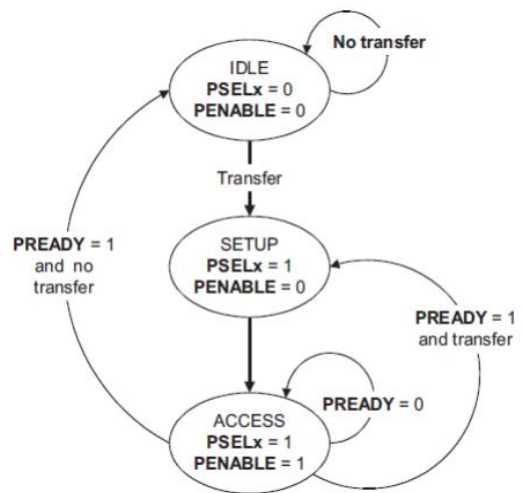 No transfer
IDLE
PSELx = 0
PENABLE = 0
Transfer
SETUP
PSELx = 1
PENABLE = 0
PREADY = 1
and no
transfer
PREADY = 1
and transfer
PREADY = 0
ACCESS
PSELx = 1
PENABLE = 1